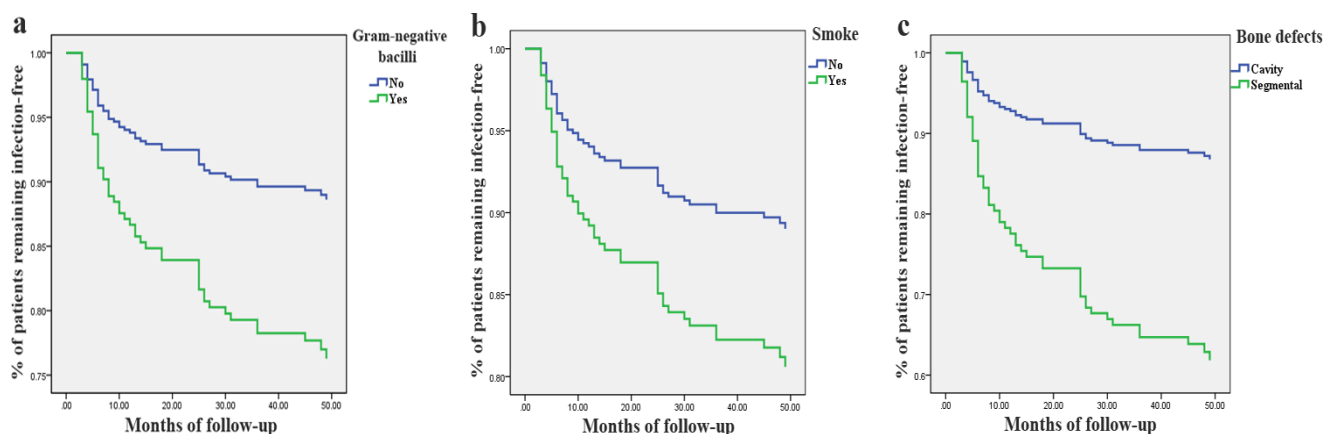 a
Gram-negative
bacilli
No
Yes
% of patients remaining infection-free
1.00
0.95
0.90
0.85
0.80
0.75
.00 10.00 20.00 30.00 40.00 50.00
Months of follow-up
b
Smoke
No
Yes
% of patients remaining infection-free
1.00
0.95
0.90
0.85
0.80
.00 10.00 20.00 30.00 40.00 50.00
Months of follow-up
c
Bone defects
Cavity
Segmental
% of patients remaining infection-free
1.0
0.9
0.8
0.7
0.6
.00 10.00 20.00 30.00 40.00 50.00
Months of follow-up